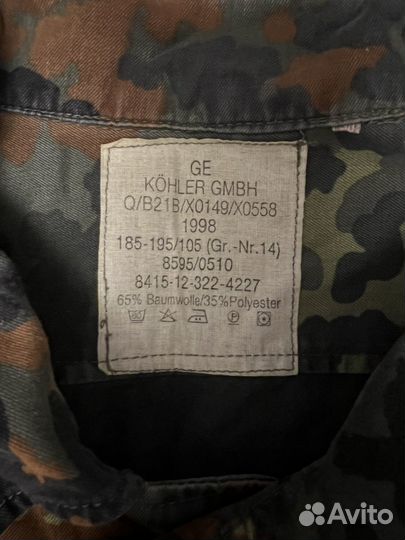 GE
KÖHLER GMBH
Q/B21B/X0149/X0558
1998
185-195/105 (Gr.-Nr.14)
8595/0510
8415-12-322-4227
65% Baumwolle/35%Polyester
P
Avito